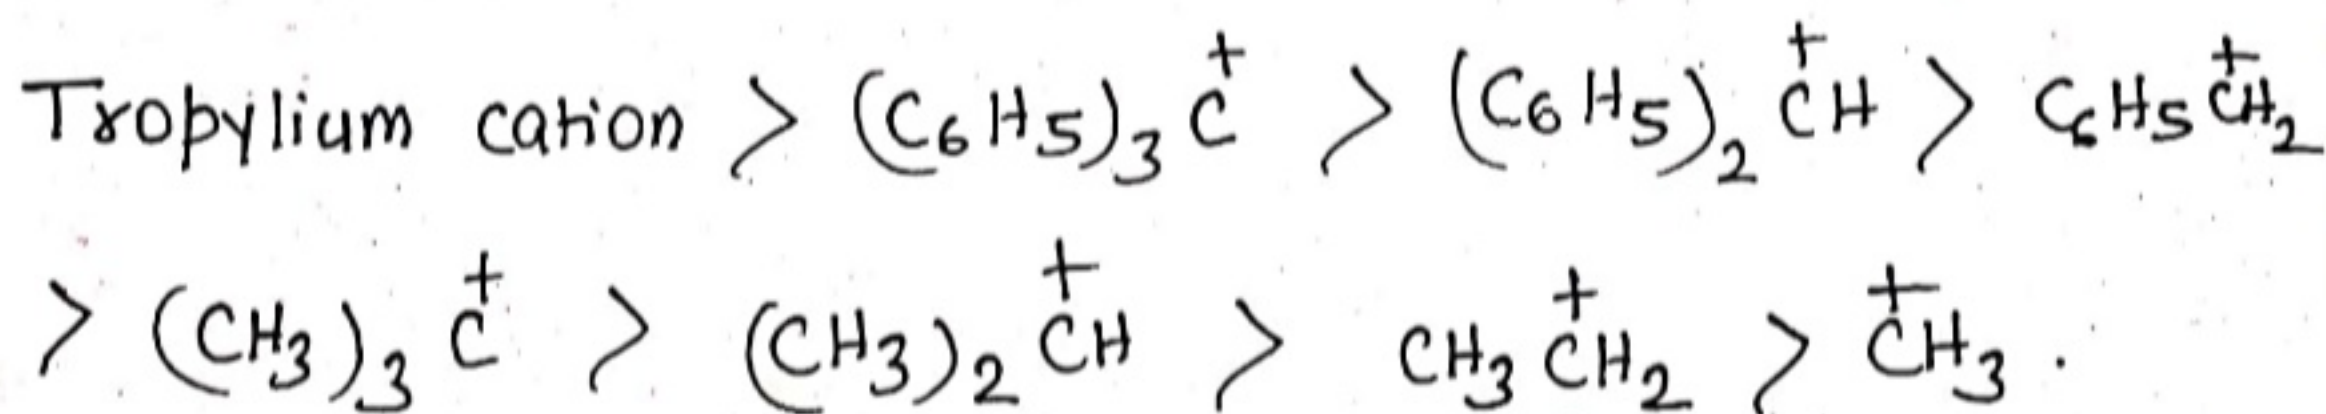 Tropylium cation > (C₆H₅)₃C⁺ > (C₆H₅)₂C⁺H > C₆H₅C⁺H₂
> (CH₃)₃C⁺ > (CH₃)₂C⁺H > CH₃C⁺H₂ > C⁺H₃.